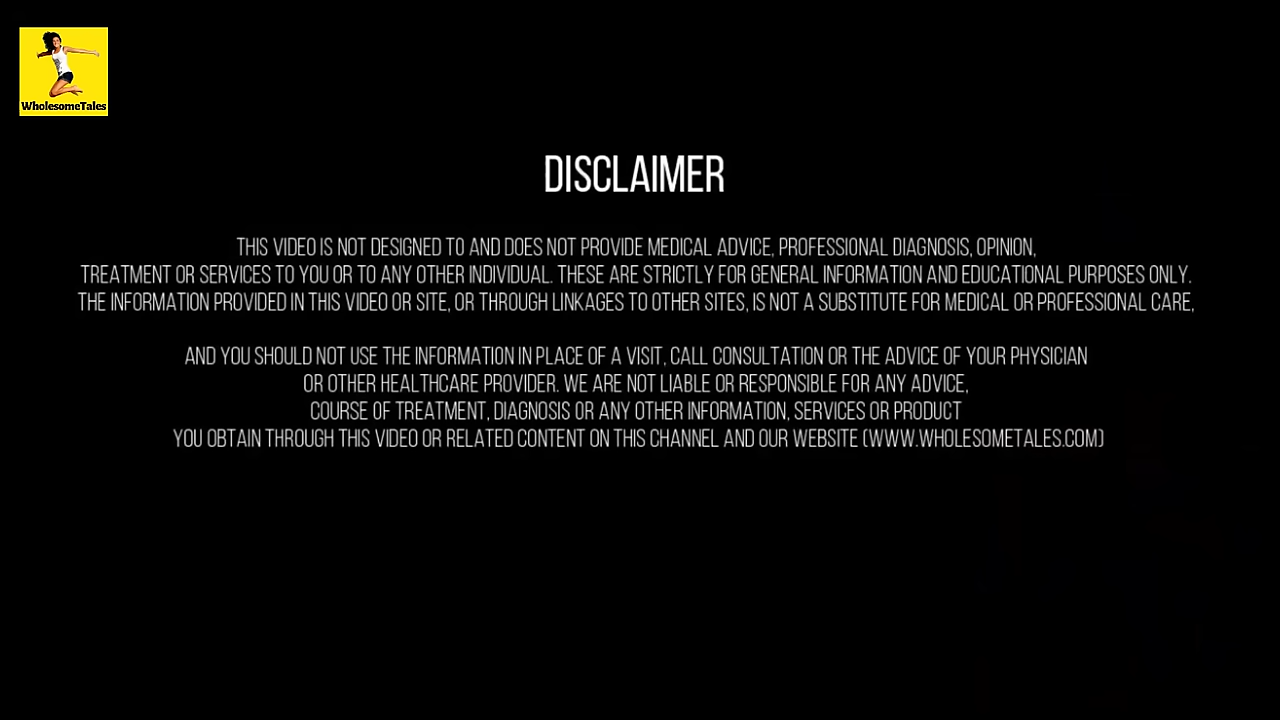 WholesomeTales
DISCLAIMER
THIS VIDEO IS NOT DESIGNED TO AND DOES NOT PROVIDE MEDICAL ADVICE, PROFESSIONAL DIAGNOSIS, OPINION,
TREATMENT OR SERVICES TO YOU OR TO ANY OTHER INDIVIDUAL. THESE ARE STRICTLY FOR GENERAL INFORMATION AND EDUCATIONAL PURPOSES ONLY.
THE INFORMATION PROVIDED IN THIS VIDEO OR SITE, OR THROUGH LINKAGES TO OTHER SITES, IS NOT A SUBSTITUTE FOR MEDICAL OR PROFESSIONAL CARE,
AND YOU SHOULD NOT USE THE INFORMATION IN PLACE OF A VISIT, CALL CONSULTATION OR THE ADVICE OF YOUR PHYSICIAN
OR OTHER HEALTHCARE PROVIDER. WE ARE NOT LIABLE OR RESPONSIBLE FOR ANY ADVICE,
COURSE OF TREATMENT, DIAGNOSIS OR ANY OTHER INFORMATION, SERVICES OR PRODUCT
YOU OBTAIN THROUGH THIS VIDEO OR RELATED CONTENT ON THIS CHANNEL AND OUR WEBSITE (WWW.WHOLESOMETALES.COM)